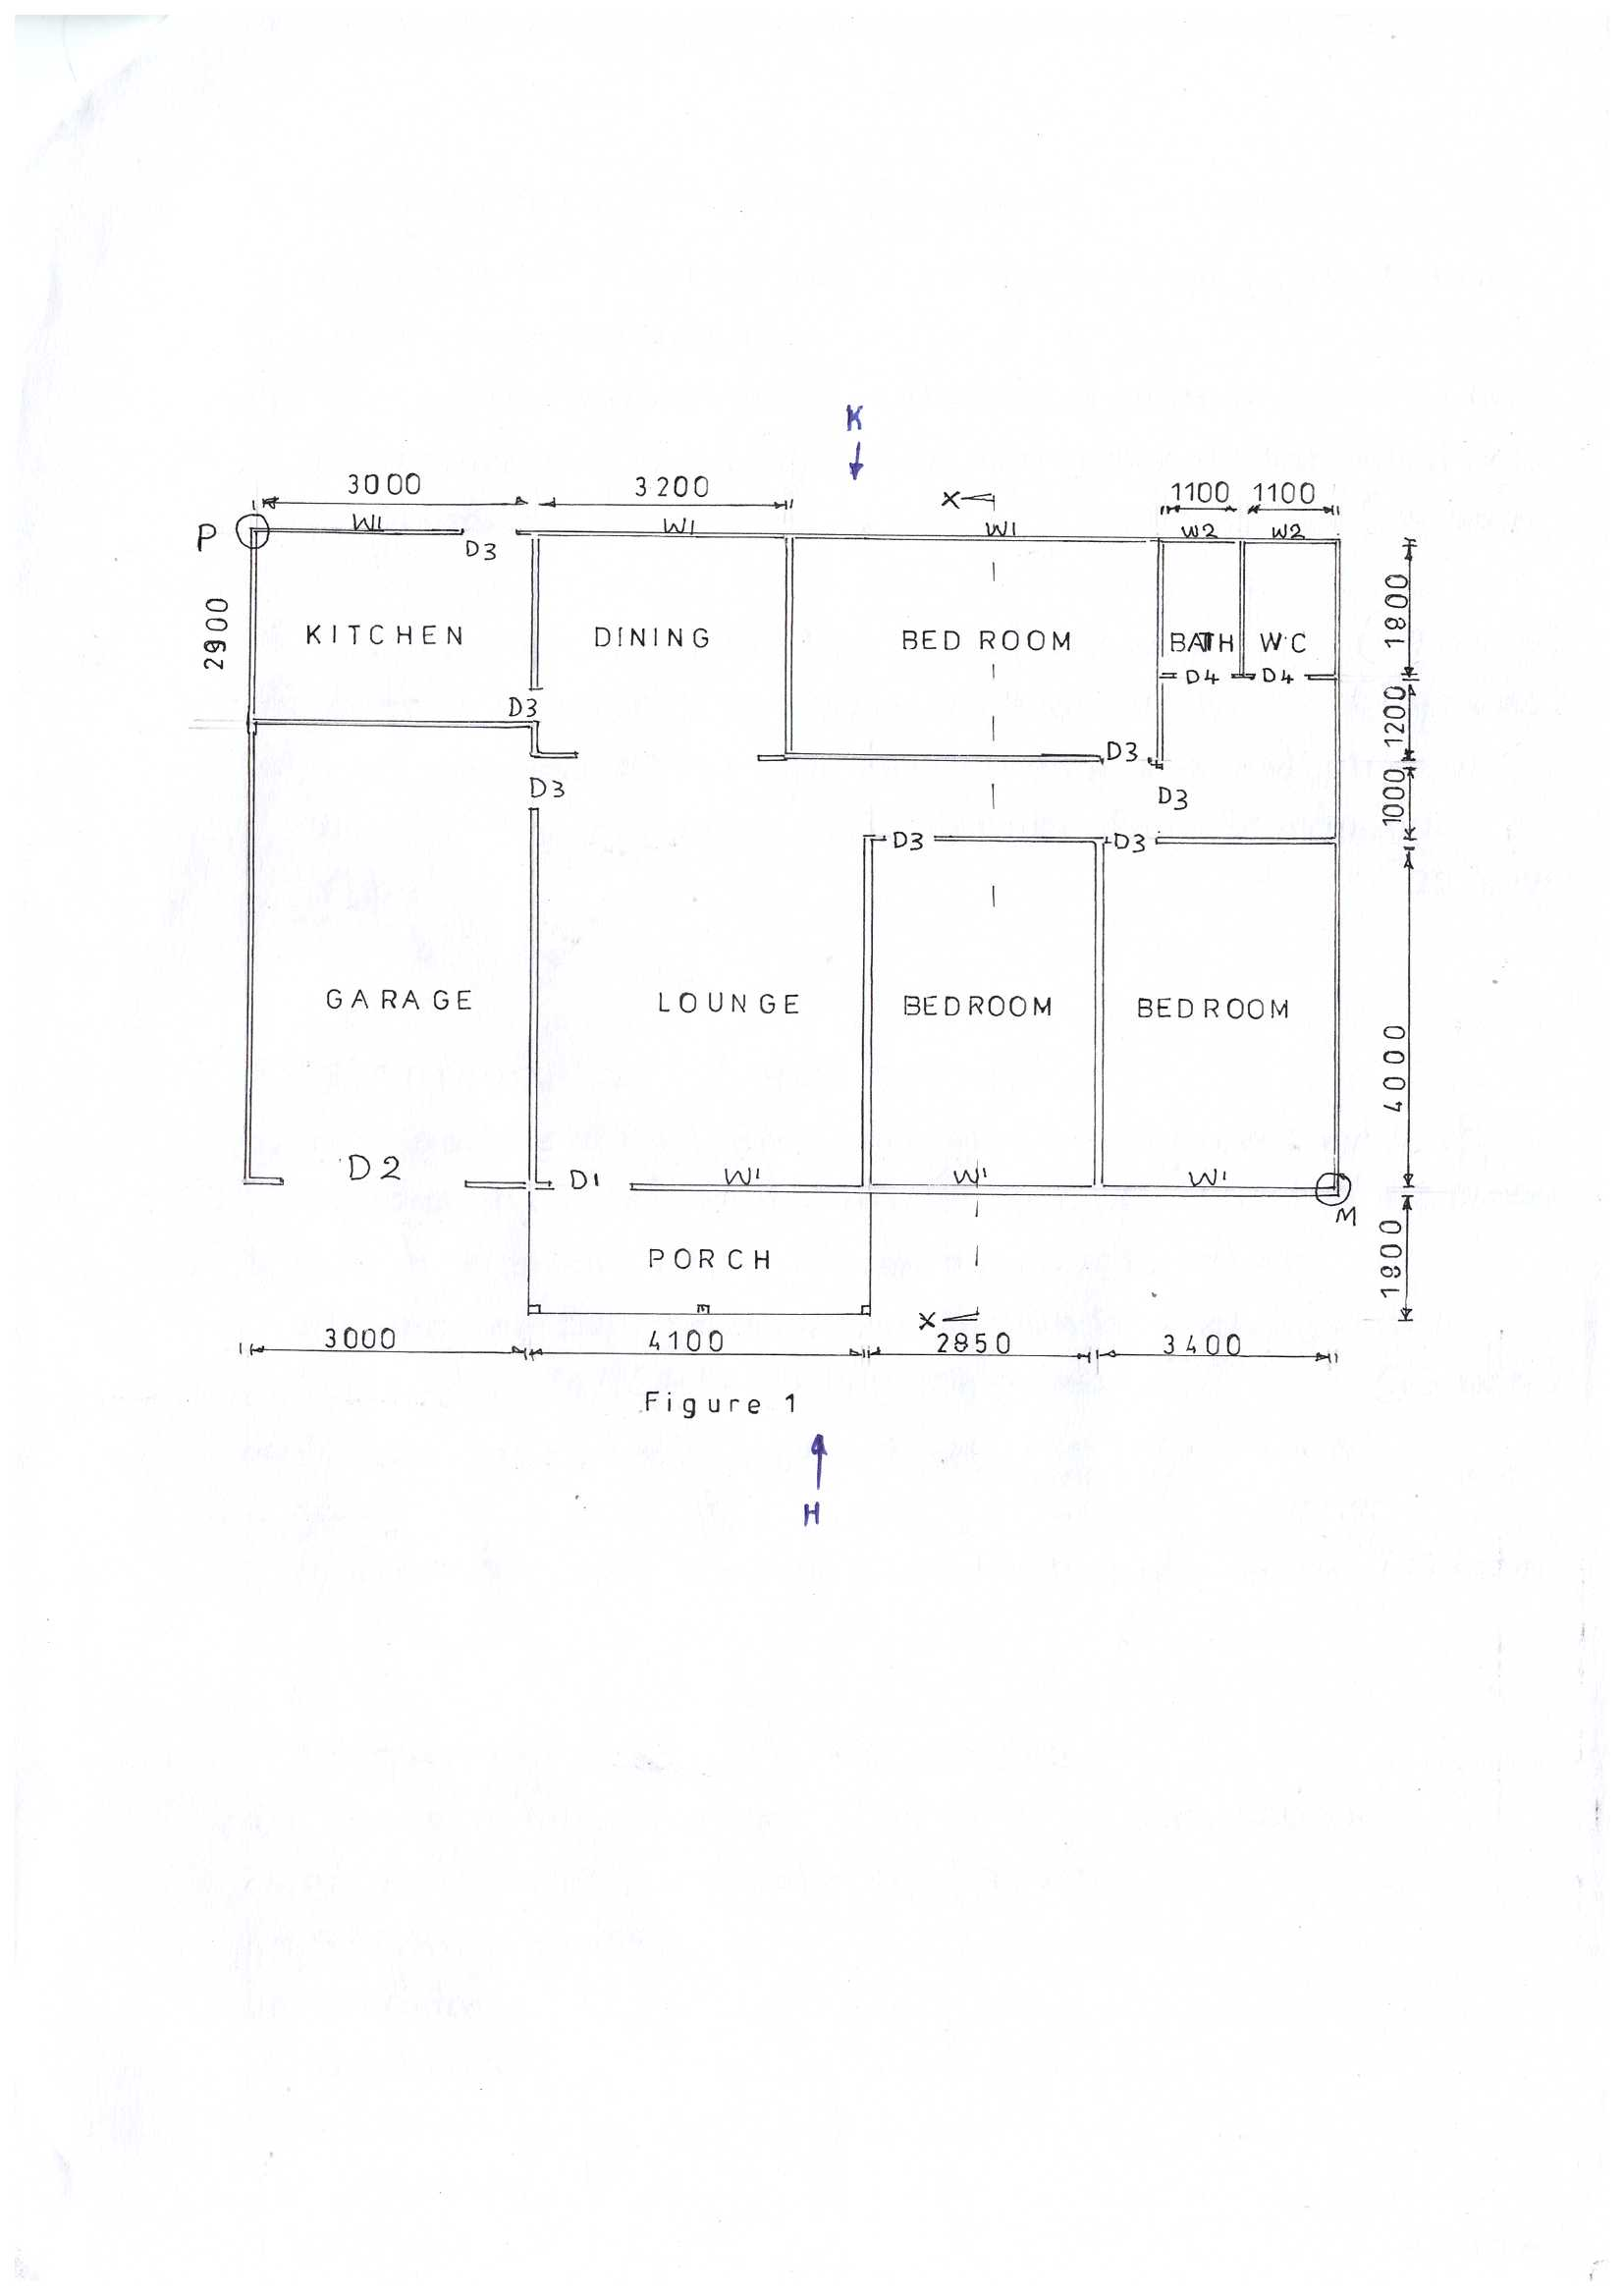 K
3000
3200
X
1100 1100
P
W1
W1
W1
W2
W2
D3
2900
1800
KITCHEN
DINING
BED ROOM
BATH
WC
D4
D4
D3
1200
D3
D3
D3
1000
D3
D3
GARAGE
LOUNGE
BEDROOM
BEDROOM
4000
D2
D1
W1
W1
W1
M
PORCH
1800
X
3000
4100
2850
3400
Figure 1
H